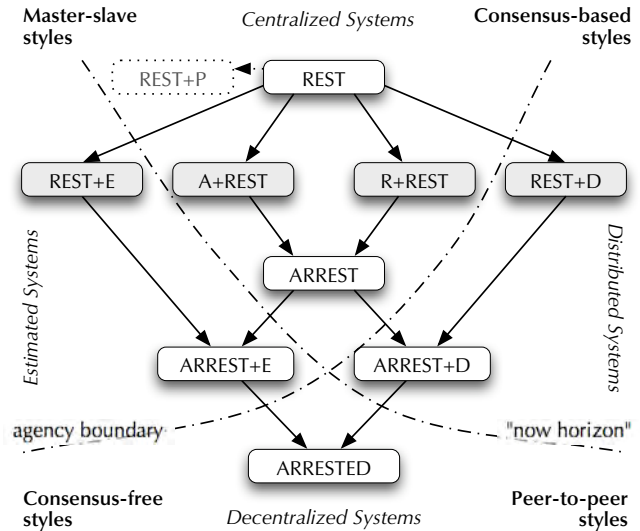 Master-slave
styles
Centralized Systems
Consensus-based
styles
REST+P
REST
REST+E
A+REST
R+REST
REST+D
Estimated Systems
ARREST
Distributed Systems
ARREST+E
ARREST+D
agency boundary
"now horizon"
ARRESTED
Consensus-free
styles
Decentralized Systems
Peer-to-peer
styles